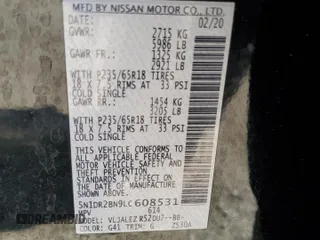 MFD BY NISSAN MOTOR CO., LTD.
02/20
GVWR: 2715 KG
5986 LB
GAWR FR.: 1325 KG
2921 LB
WITH P235/65R18 TIRES
18 X 7.5 RIMS AT 33 PSI
COLD SINGLE
GAWR RR.: 1454 KG
3205 LB
WITH P235/65R18 TIRES
18 X 7.5 RIMS AT 33 PSI
COLD SINGLE
THIS VEHICLE CONFORMS TO ALL
APPLICABLE U.S. FEDERAL MOTOR
VEHICLE SAFETY, BUMPER, AND
THEFT PREVENTION STANDARDS
IN EFFECT ON THE DATE OF
MANUFACTURE SHOWN ABOVE.
5N1DR2BN9LC608531
MPV 614
MODEL:
COLOR: G41 TRIM: G